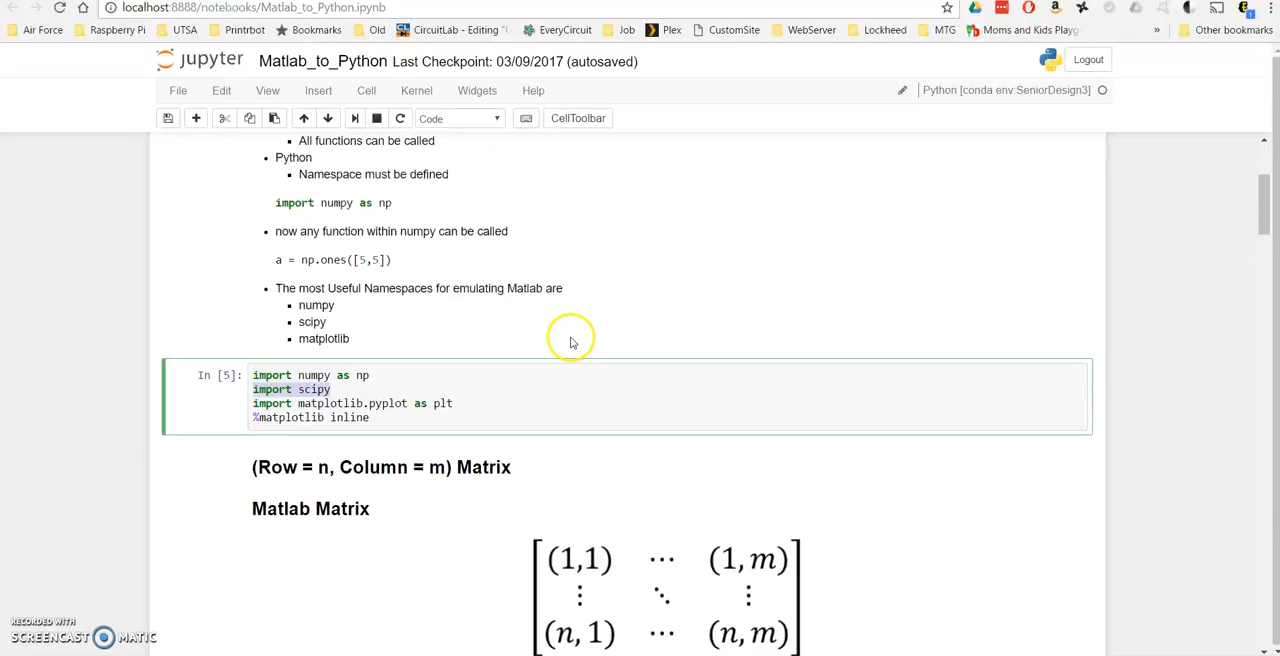 localhost:8888/notebooks/Matlab_to_Python.ipynb
Air Force Raspberry Pi UTSA Printrbot Bookmarks Old CircuitLab - Editing "U EveryCircuit Job Plex CustomSite WebServer Lockheed MTG Moms and Kids Playg » Other bookmarks
jupyter Matlab_to_Python Last Checkpoint: 03/09/2017 (autosaved) Logout
File Edit View Insert Cell Kernel Widgets Help Python [conda env:SeniorDesign3]
Code CellToolbar
All functions can be called
Python
Namespace must be defined
import numpy as np
now any function within numpy can be called
a = np.ones([5,5])
The most Useful Namespaces for emulating Matlab are
numpy
scipy
matplotlib
In [5]: import numpy as np
import scipy
import matplotlib.pyplot as plt
%matplotlib inline
(Row = n, Column = m) Matrix
Matlab Matrix
(1,1) ⋯ (1,m)
⋮ ⋱ ⋮
(n,1) ⋯ (n,m)
RECORDED WITH
SCREENCAST MATIC